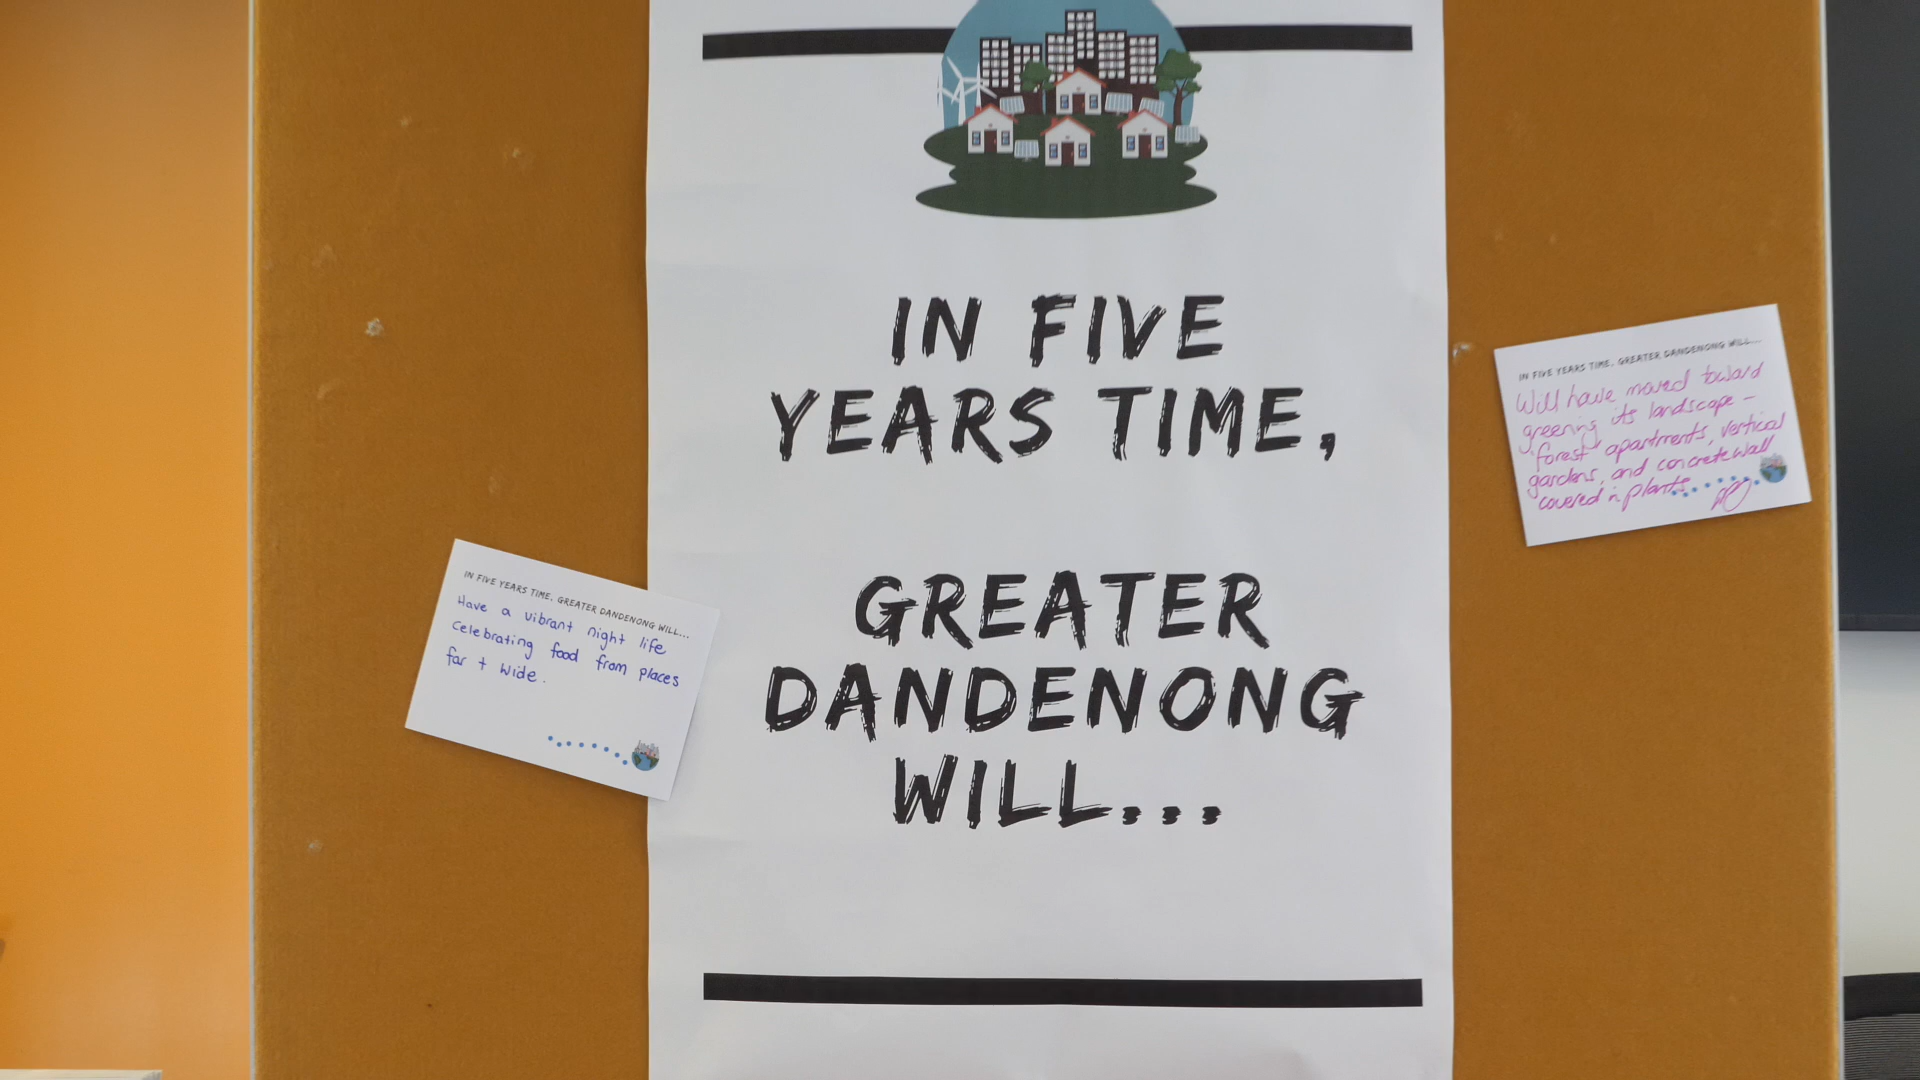 IN FIVE
YEARS TIME,
GREATER
DANDENONG
WILL...
IN FIVE YEARS TIME, GREATER DANDENONG WILL...
Have a vibrant night life
celebrating food from places
far + wide.
IN FIVE YEARS TIME, GREATER DANDENONG WILL...
Will have moved toward
greening its landscape –
'forest' apartments, vertical
gardens, and concrete wall
covered in plants